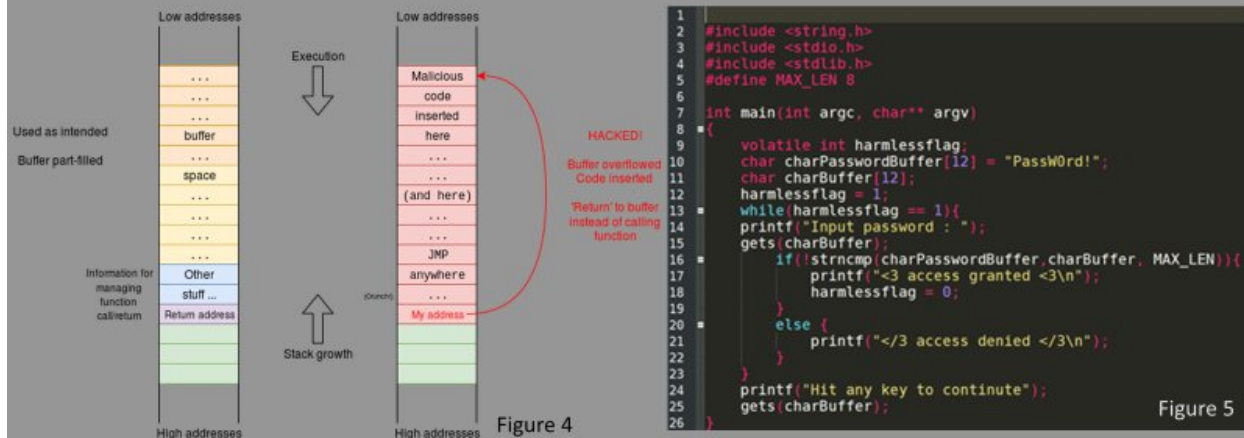 Low addresses
Used as intended
Buffer part-filled
Information for
managing
function
call/return
...
...
...
buffer
...
space
...
...
...
...
Other
stuff ...
Return address
High addresses
Execution
Stack growth
Low addresses
Malicious
code
inserted
here
...
...
(and here)
...
...
JMP
anywhere
...
My address
(Crunch!)
High addresses
HACKED!
Buffer overflowed
Code inserted
'Return' to buffer
instead of calling
function
Figure 4
1
2 #include <string.h>
3 #include <stdio.h>
4 #include <stdlib.h>
5 #define MAX_LEN 8
6
7 int main(int argc, char** argv)
8 {
9 volatile int harmlessflag;
10 char charPasswordBuffer[12] = "PassW0rd!";
11 char charBuffer[12];
12 harmlessflag = 1;
13 while(harmlessflag == 1){
14 printf("Input password : ");
15 gets(charBuffer);
16 if(!strncmp(charPasswordBuffer,charBuffer, MAX_LEN)){
17 printf("<3 access granted <3\n");
18 harmlessflag = 0;
19 }
20 else {
21 printf("</3 access denied </3\n");
22 }
23 }
24 printf("Hit any key to continute");
25 gets(charBuffer);
26 }
Figure 5